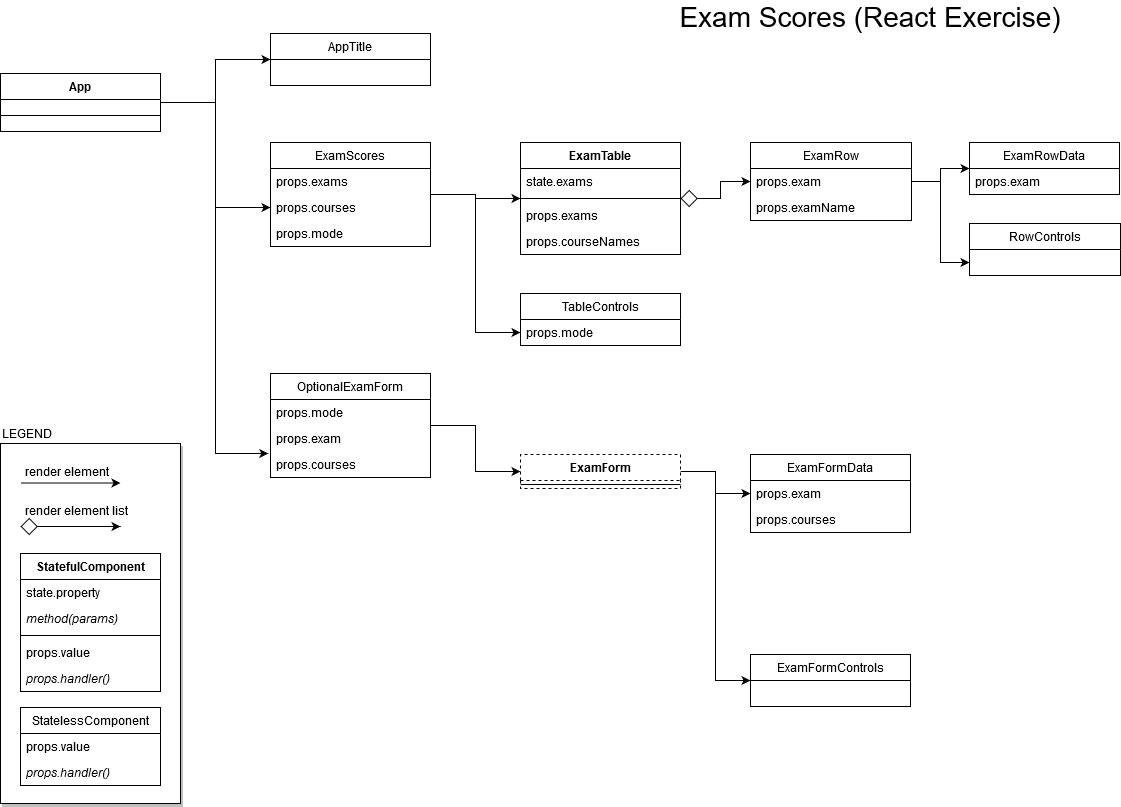 Exam Scores (React Exercise)
App
AppTitle
ExamScores
props.exams
props.courses
props.mode
ExamTable
state.exams
props.exams
props.courseNames
ExamRow
props.exam
props.examName
ExamRowData
props.exam
RowControls
TableControls
props.mode
OptionalExamForm
props.mode
props.exam
props.courses
ExamForm
ExamFormData
props.exam
props.courses
ExamFormControls
LEGEND
render element
render element list
StatefulComponent
state.property
method(params)
props.value
props.handler()
StatelessComponent
props.value
props.handler()